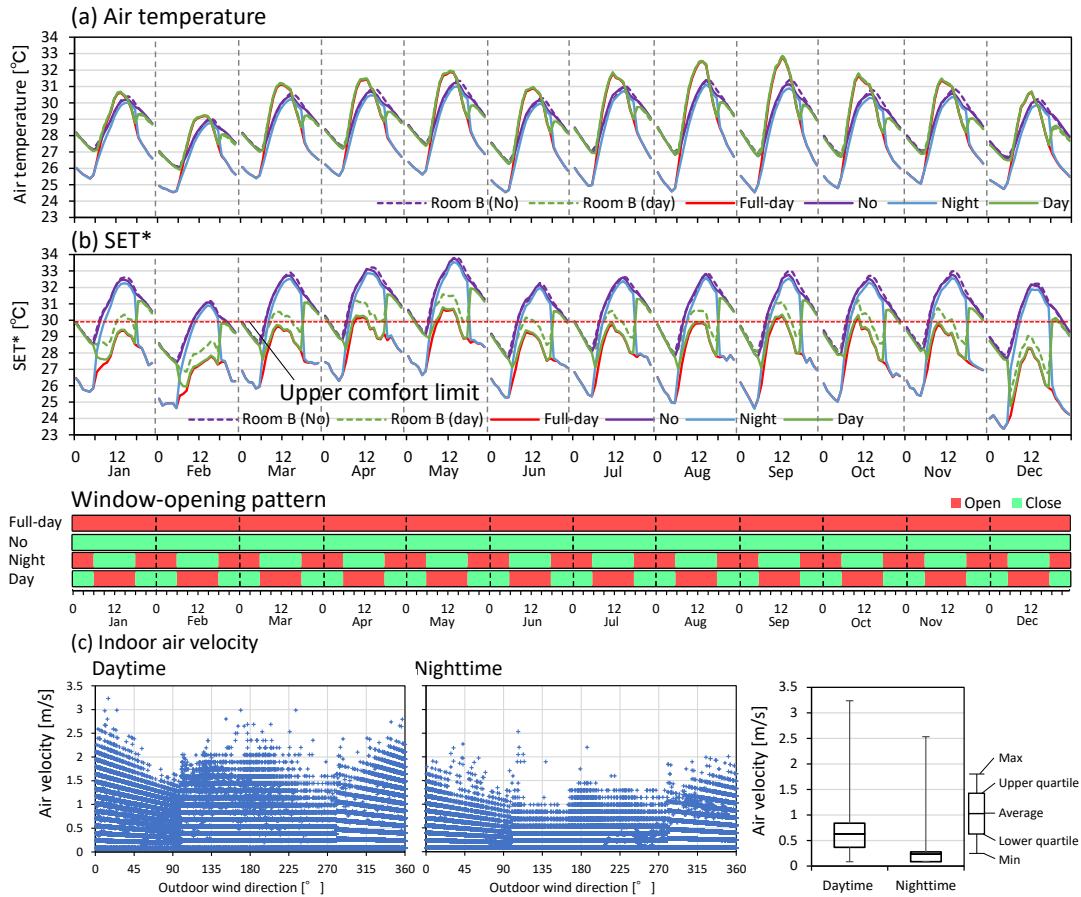 (a) Air temperature
Air temperature [℃]
34
33
32
31
30
29
28
27
26
25
24
23
Room B (No) Room B (day) Full-day No Night Day
(b) SET*
SET* [℃]
34
33
32
31
30
29
28
27
26
25
24
23
Upper comfort limit
Room B (No) Room B (day) Full-day No Night Day
0 12 0 12 0 12 0 12 0 12 0 12 0 12 0 12 0 12 0 12 0 12 0 12
Jan Feb Mar Apr May Jun Jul Aug Sep Oct Nov Dec
Window-opening pattern
Open Close
Full-day
No
Night
Day
0 12 0 12 0 12 0 12 0 12 0 12 0 12 0 12 0 12 0 12 0 12 0 12
Jan Feb Mar Apr May Jun Jul Aug Sep Oct Nov Dec
(c) Indoor air velocity
Daytime
Air velocity [m/s]
3.5
3
2.5
2
1.5
1
0.5
0
0 45 90 135 180 225 270 315 360
Outdoor wind direction [°]
Nighttime
0 45 90 135 180 225 270 315 360
Outdoor wind direction [°]
Air velocity [m/s]
3.5
3
2.5
2
1.5
1
0.5
0
Daytime Nighttime
Max
Upper quartile
Average
Lower quartile
Min